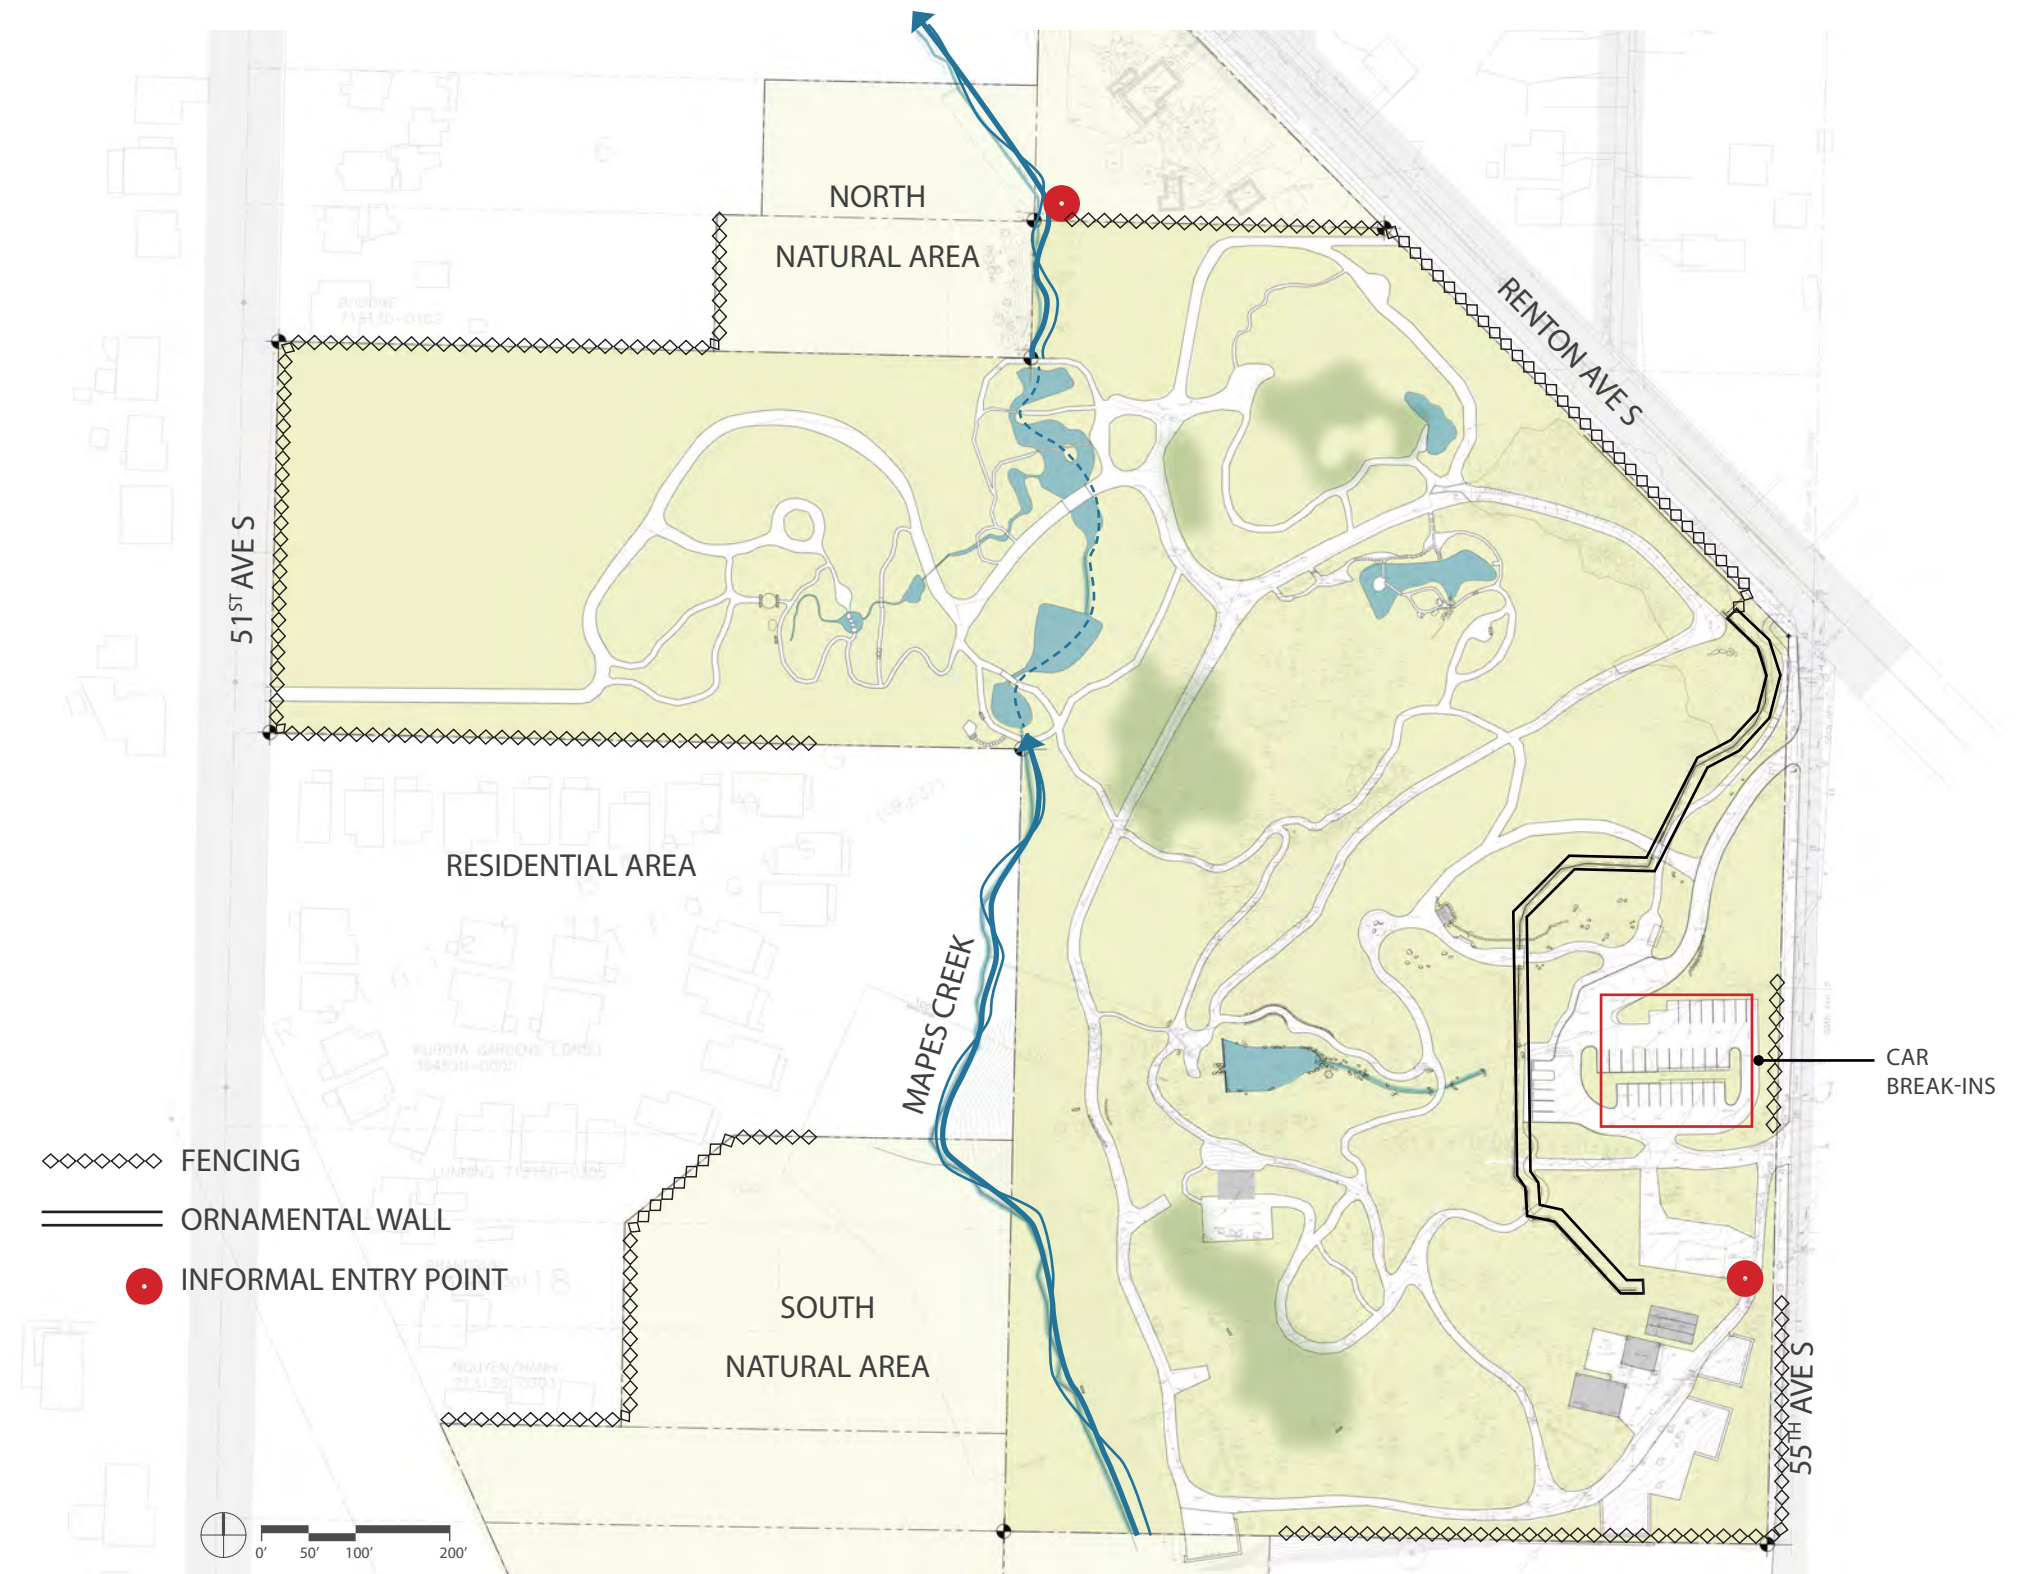 NORTH
NATURAL AREA
RENTON AVE S
51ST AVE S
RESIDENTIAL AREA
MAPES CREEK
CAR
BREAK-INS
FENCING
ORNAMENTAL WALL
INFORMAL ENTRY POINT
SOUTH
NATURAL AREA
55TH AVE S
0' 50' 100' 200'